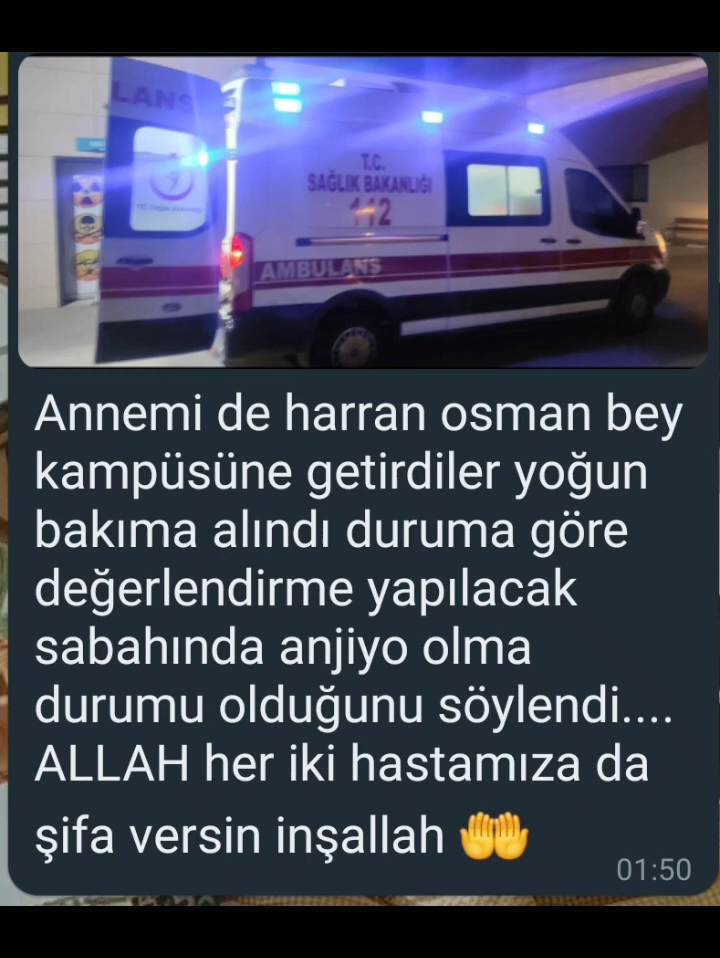 LANS
T.C.
SAĞLIK BAKANLIĞI
112
AMBULANS
Annemi de harran osman bey
kampüsüne getirdiler yoğun
bakıma alındı duruma göre
değerlendirme yapılacak
sabahında anjiyo olma
durumu olduğunu söylendi....
ALLAH her iki hastamıza da
şifa versin inşallah 🤲
01:50